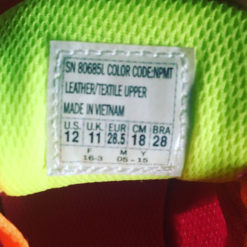 SN 80685L COLOR CODE:NPMT
LEATHER/TEXTILE UPPER
MADE IN VIETNAM
U.S. U.K. EUR CM BRA
12 11 28.5 18 28
F M Y
16-3 05-15